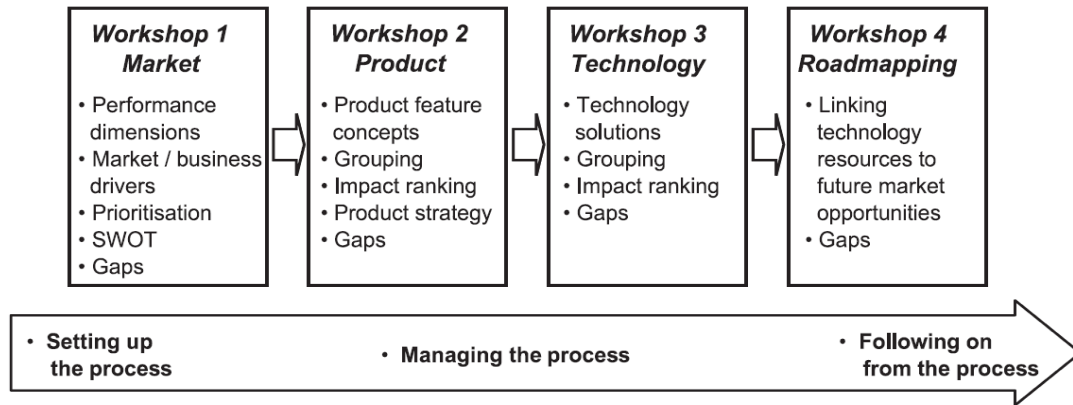 Workshop 1
Market
• Performance
dimensions
• Market / business
drivers
• Prioritisation
• SWOT
• Gaps
Workshop 2
Product
• Product feature
concepts
• Grouping
• Impact ranking
• Product strategy
• Gaps
Workshop 3
Technology
• Technology
solutions
• Grouping
• Impact ranking
• Gaps
Workshop 4
Roadmapping
• Linking
technology
resources to
future market
opportunities
• Gaps
• Setting up
the process
• Managing the process
• Following on
from the process